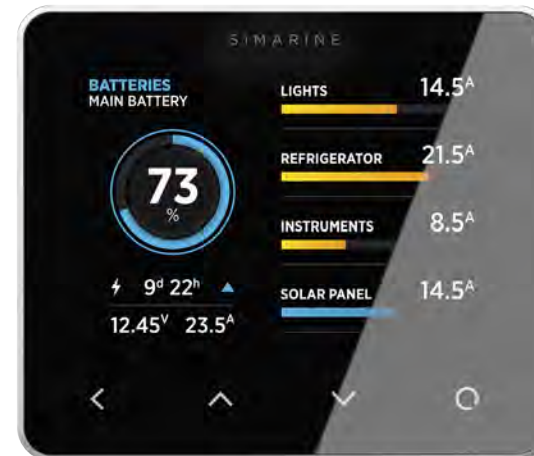 SIMARINE
BATTERIES
MAIN BATTERY
73
%
9d 22h
12.45V 23.5A
LIGHTS 14.5A
REFRIGERATOR 21.5A
INSTRUMENTS 8.5A
SOLAR PANEL 14.5A